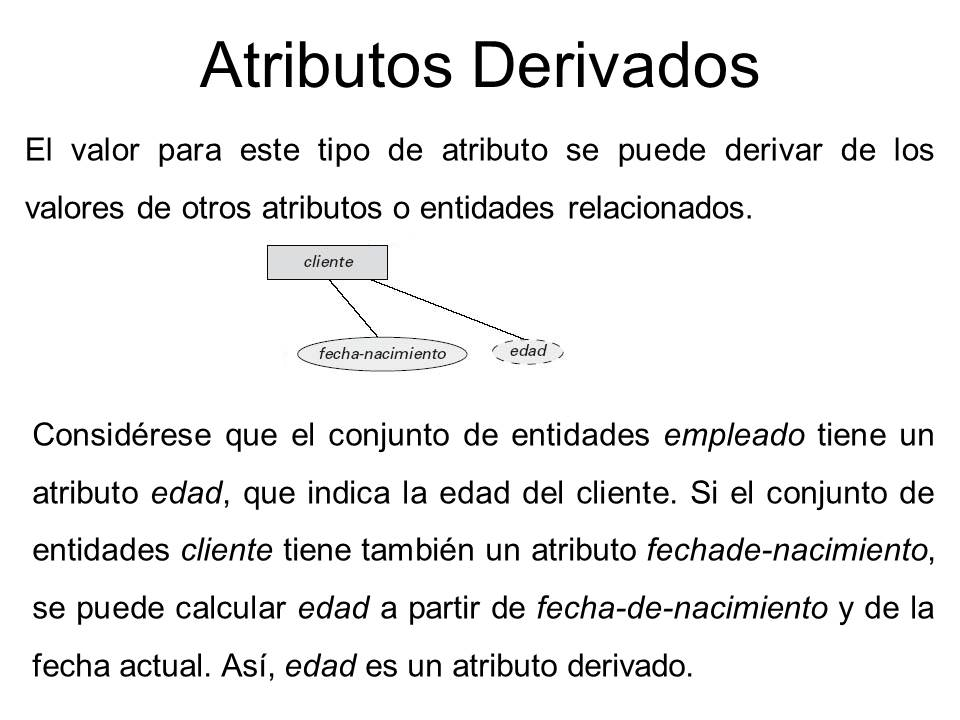 Atributos Derivados
El valor para este tipo de atributo se puede derivar de los
valores de otros atributos o entidades relacionados.
cliente
fecha-nacimiento
edad
Considérese que el conjunto de entidades empleado tiene un
atributo edad, que indica la edad del cliente. Si el conjunto de
entidades cliente tiene también un atributo fechade-nacimiento,
se puede calcular edad a partir de fecha-de-nacimiento y de la
fecha actual. Así, edad es un atributo derivado.